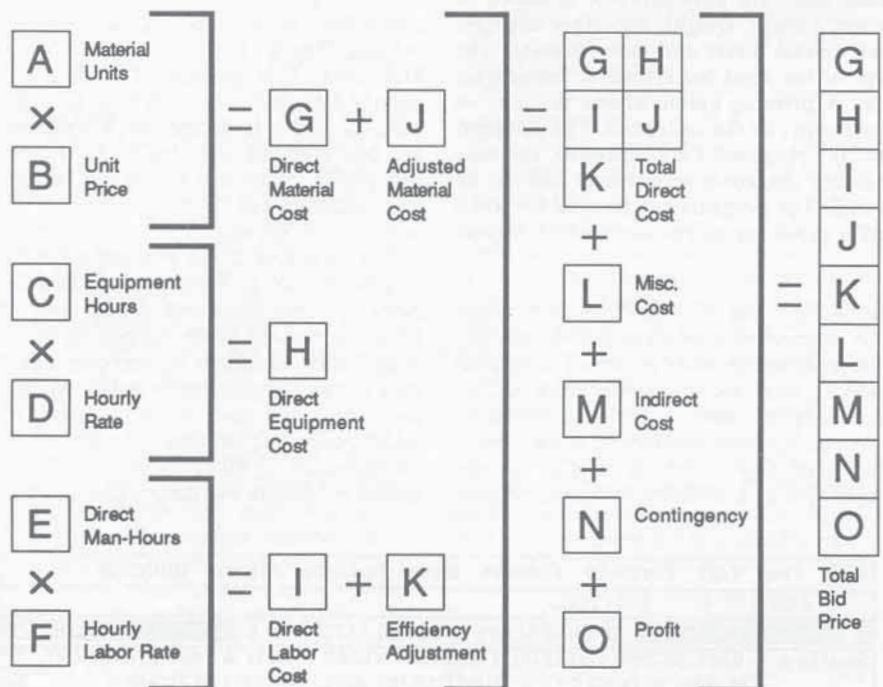 A Material Units
×
B Unit Price
= G + J
Direct Material Cost
Adjusted Material Cost
C Equipment Hours
×
D Hourly Rate
= H
Direct Equipment Cost
E Direct Man-Hours
×
F Hourly Labor Rate
= I + K
Direct Labor Cost
Efficiency Adjustment
= G H
I J
K Total Direct Cost
+
L Misc. Cost
+
M Indirect Cost
+
N Contingency
+
O Profit
=
G
H
I
J
K
L
M
N
O
Total Bid Price